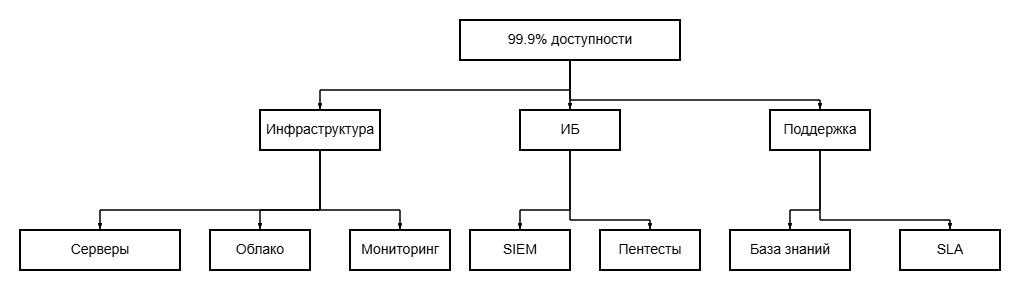 99.9% доступности
Инфраструктура
ИБ
Поддержка
Серверы
Облако
Мониторинг
SIEM
Пентесты
База знаний
SLA